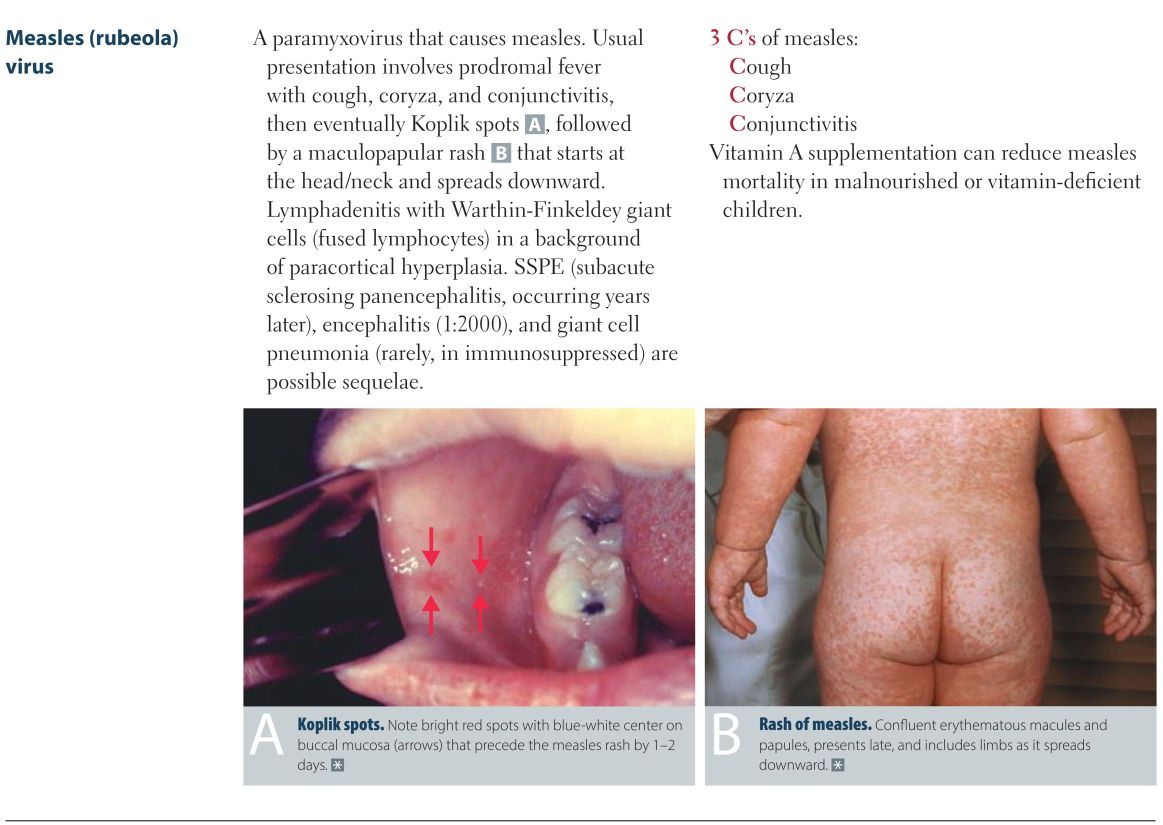 Measles (rubeola)
virus
A paramyxovirus that causes measles. Usual
presentation involves prodromal fever
with cough, coryza, and conjunctivitis,
then eventually Koplik spots A, followed
by a maculopapular rash B that starts at
the head/neck and spreads downward.
Lymphadenitis with Warthin-Finkeldey giant
cells (fused lymphocytes) in a background
of paracortical hyperplasia. SSPE (subacute
sclerosing panencephalitis, occurring years
later), encephalitis (1:2000), and giant cell
pneumonia (rarely, in immunosuppressed) are
possible sequelae.
3 C's of measles:
Cough
Coryza
Conjunctivitis
Vitamin A supplementation can reduce measles
mortality in malnourished or vitamin-deficient
children.
A
Koplik spots. Note bright red spots with blue-white center on
buccal mucosa (arrows) that precede the measles rash by 1–2
days. *
B
Rash of measles. Confluent erythematous macules and
papules, presents late, and includes limbs as it spreads
downward. *